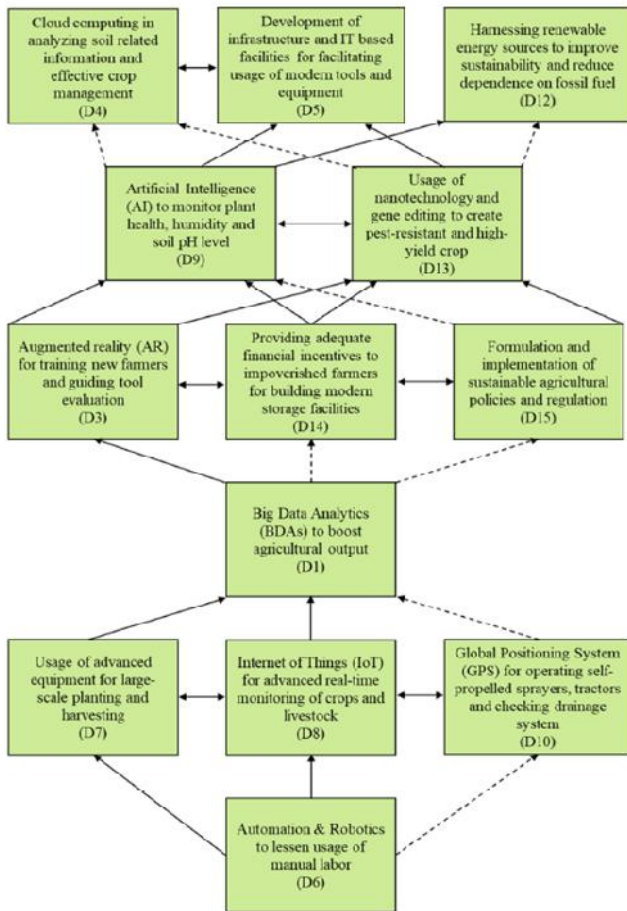 Cloud computing in
analyzing soil related
information and
effective crop
management
(D4)
Development of
infrastructure and IT based
facilities for facilitating
usage of modern tools and
equipment
(D5)
Harnessing renewable
energy sources to improve
sustainability and reduce
dependence on fossil fuel
(D12)
Artificial Intelligence
(AI) to monitor plant
health, humidity and
soil pH level
(D9)
Usage of
nanotechnology and
gene editing to create
pest-resistant and high-
yield crop
(D13)
Augmented reality (AR)
for training new farmers
and guiding tool
evaluation
(D3)
Providing adequate
financial incentives to
impoverished farmers
for building modern
storage facilities
(D14)
Formulation and
implementation of
sustainable agricultural
policies and regulation
(D15)
Big Data Analytics
(BDAs) to boost
agricultural output
(D1)
Usage of advanced
equipment for large-
scale planting and
harvesting
(D7)
Internet of Things (IoT)
for advanced real-time
monitoring of crops and
livestock
(D8)
Global Positioning System
(GPS) for operating self-
propelled sprayers, tractors
and checking drainage
system
(D10)
Automation & Robotics
to lessen usage of
manual labor
(D6)